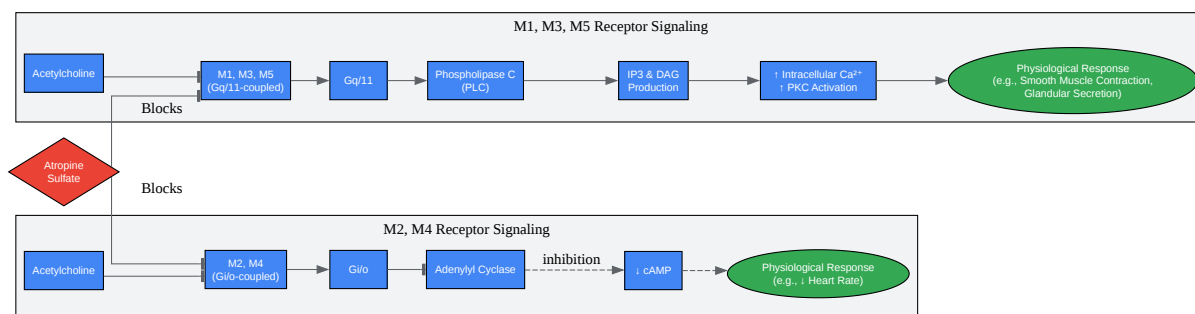 M1, M3, M5 Receptor Signaling
Acetylcholine
M1, M3, M5
(Gq/11-coupled)
Gq/11
Phospholipase C
(PLC)
IP3 & DAG
Production
↑ Intracellular Ca²⁺
↑ PKC Activation
Physiological Response
(e.g., Smooth Muscle Contraction,
Glandular Secretion)
Blocks
Atropine
Sulfate
Blocks
M2, M4 Receptor Signaling
Acetylcholine
M2, M4
(Gi/o-coupled)
Gi/o
Adenylyl Cyclase
inhibition
↓ cAMP
Physiological Response
(e.g., ↓ Heart Rate)